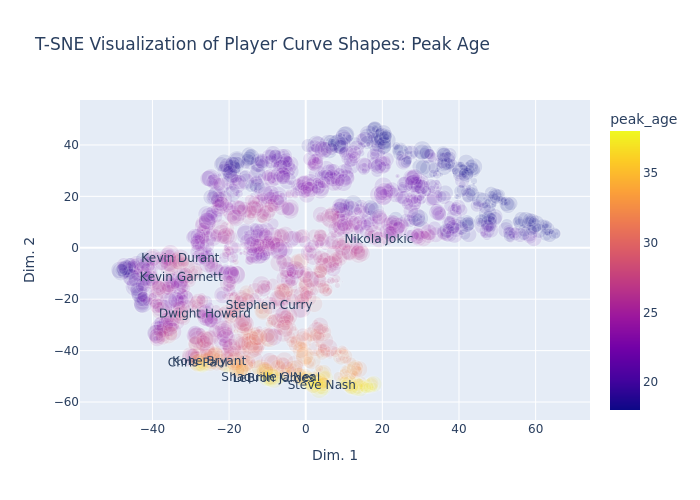 T-SNE Visualization of Player Curve Shapes: Peak Age
peak_age
40
20
0
−20
−40
−60
Dim. 2
35
30
25
20
Nikola Jokic
Kevin Durant
Kevin Garnett
Stephen Curry
Dwight Howard
Kobe Bryant
Chris Paul
Shaquille O'Neal
LeBron James
Steve Nash
−40
−20
0
20
40
60
Dim. 1